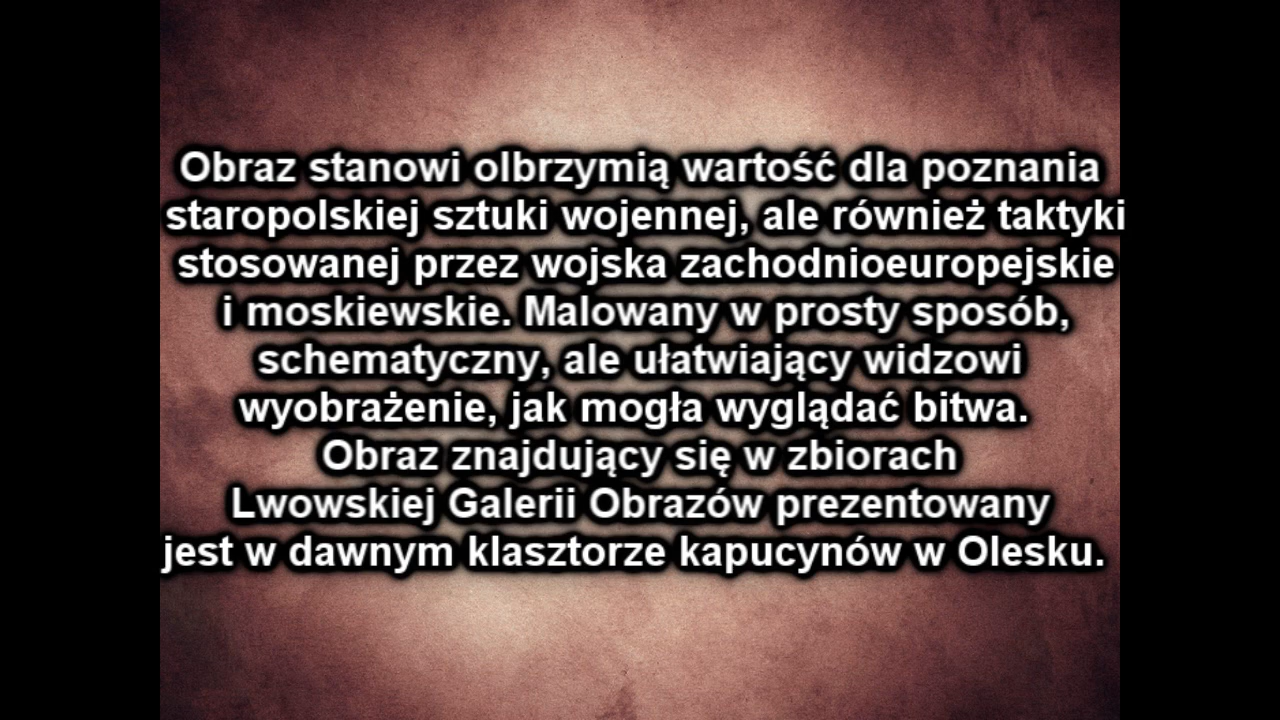 Obraz stanowi olbrzymią wartość dla poznania
staropolskiej sztuki wojennej, ale również taktyki
stosowanej przez wojska zachodnioeuropejskie
i moskiewskie. Malowany w prosty sposób,
schematyczny, ale ułatwiający widzowi
wyobrażenie, jak mogła wyglądać bitwa.
Obraz znajdujący się w zbiorach
Lwowskiej Galerii Obrazów prezentowany
jest w dawnym klasztorze kapucynów w Olesku.